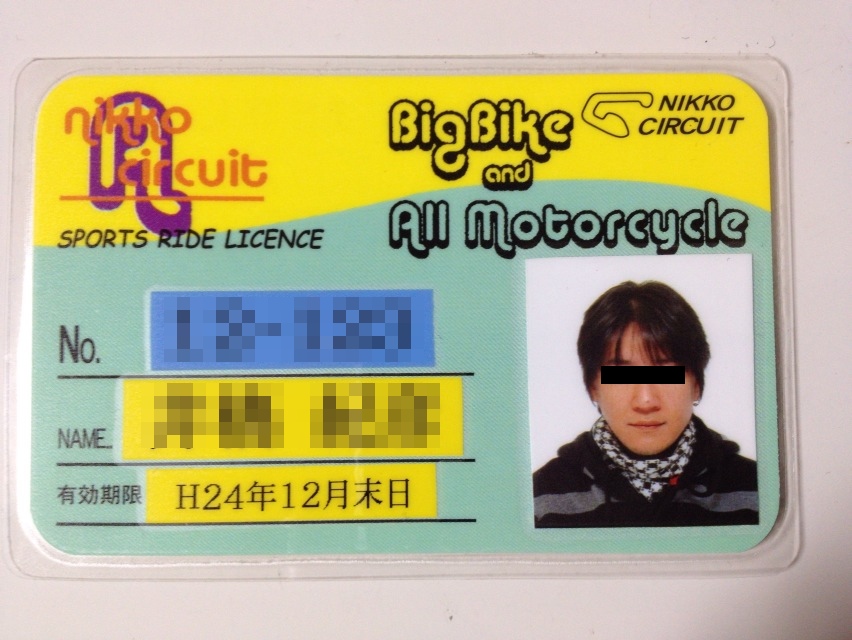 nikko
circuit
SPORTS RIDE LICENCE
BigBike
and
All Motorcycle
NIKKO
CIRCUIT
No.
NAME
有効期限 H24年12月末日